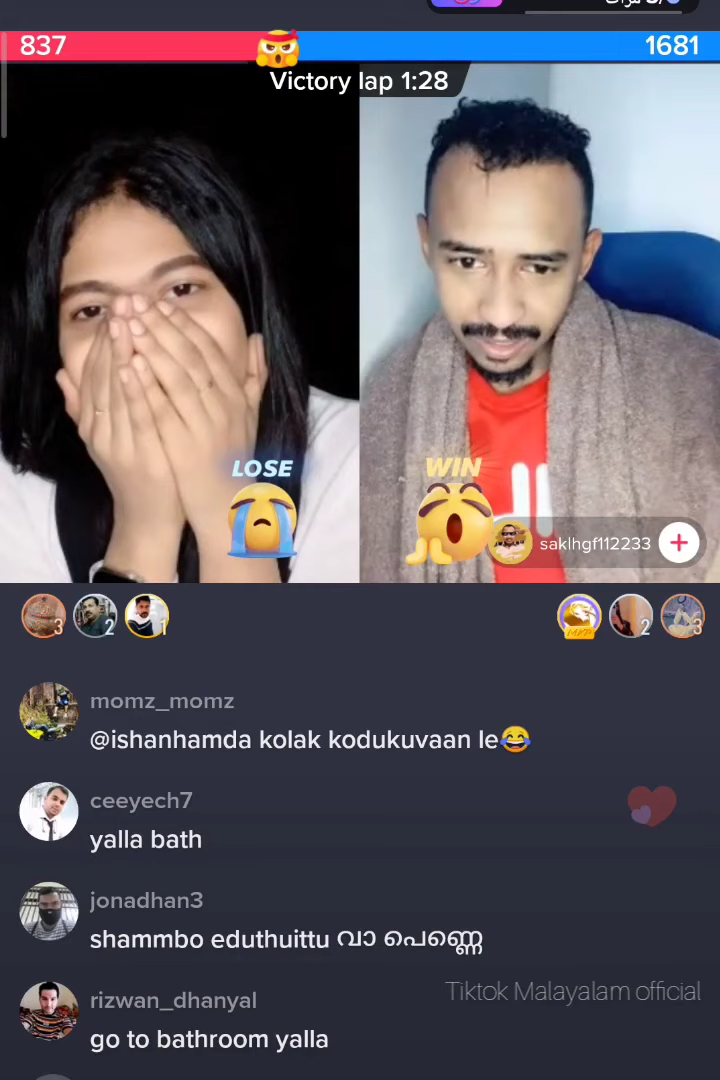 837
1681
Victory lap 1:28
LOSE
WIN
saklhgf112233
3
2
1
MVP
2
3
momz_momz
@ishanhamda kolak kodukuvaan le😂
ceeyech7
yalla bath
jonadhan3
shammbo eduthuittu വാ പെണ്ണെ
Tiktok Malayalam official
rizwan_dhanyal
go to bathroom yalla